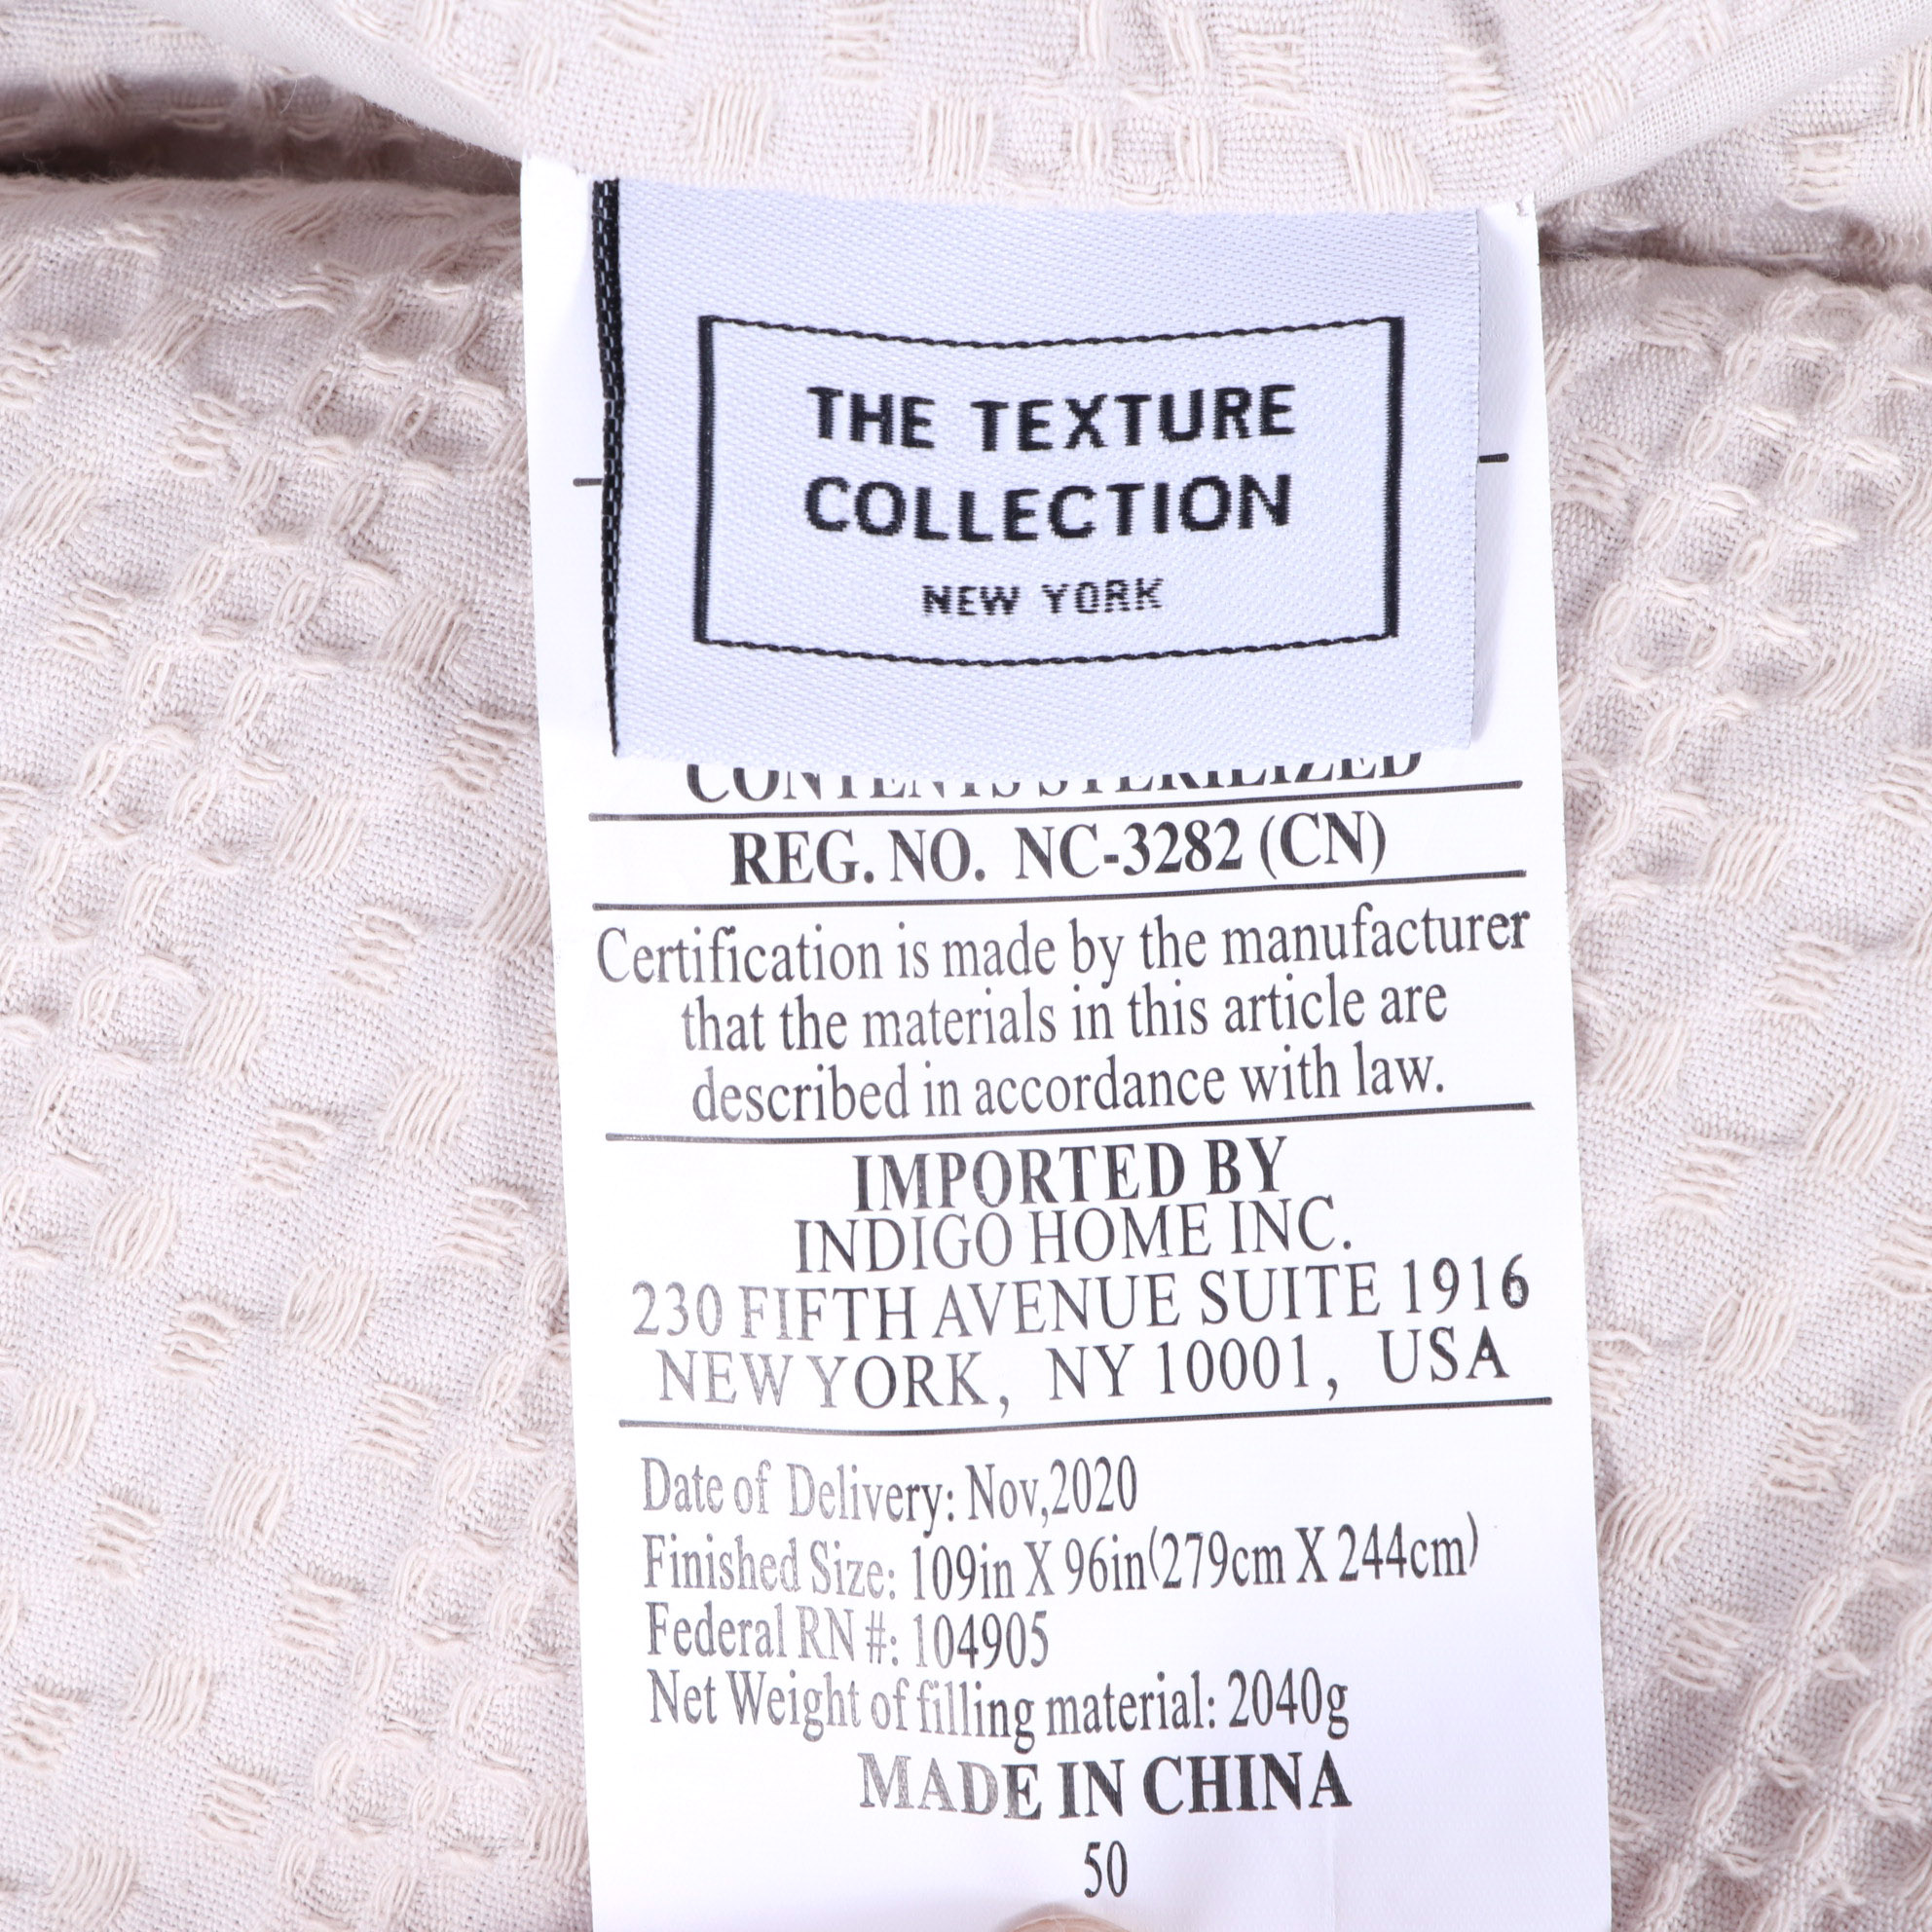 THE TEXTURE
COLLECTION
NEW YORK
CONTENTS STERILIZED
REG. NO. NC-3282 (CN)
Certification is made by the manufacturer
that the materials in this article are
described in accordance with law.
IMPORTED BY
INDIGO HOME INC.
230 FIFTH AVENUE SUITE 1916
NEW YORK, NY 10001, USA
Date of Delivery: Nov,2020
Finished Size: 109in X 96in(279cm X 244cm)
Federal RN #: 104905
Net Weight of filling material: 2040g
MADE IN CHINA
50